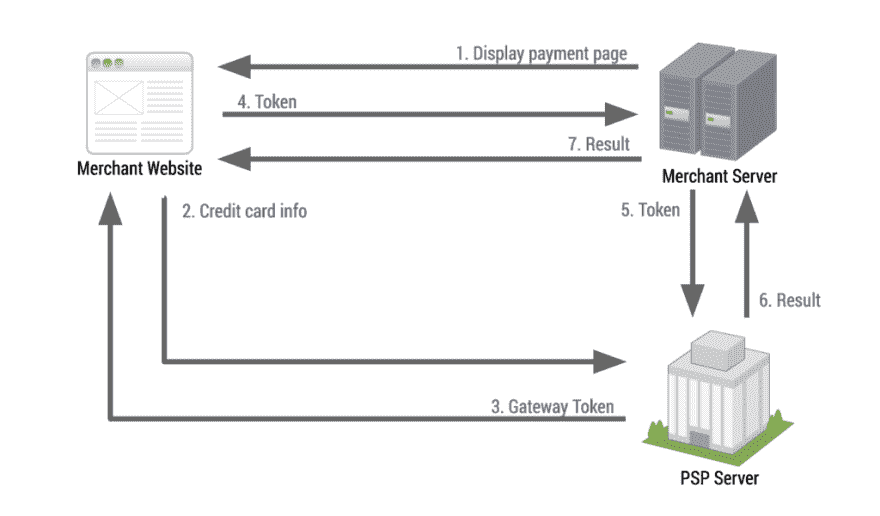 1. Display payment page
4. Token
7. Result
Merchant Website
Merchant Server
2. Credit card info
5. Token
6. Result
3. Gateway Token
PSP Server